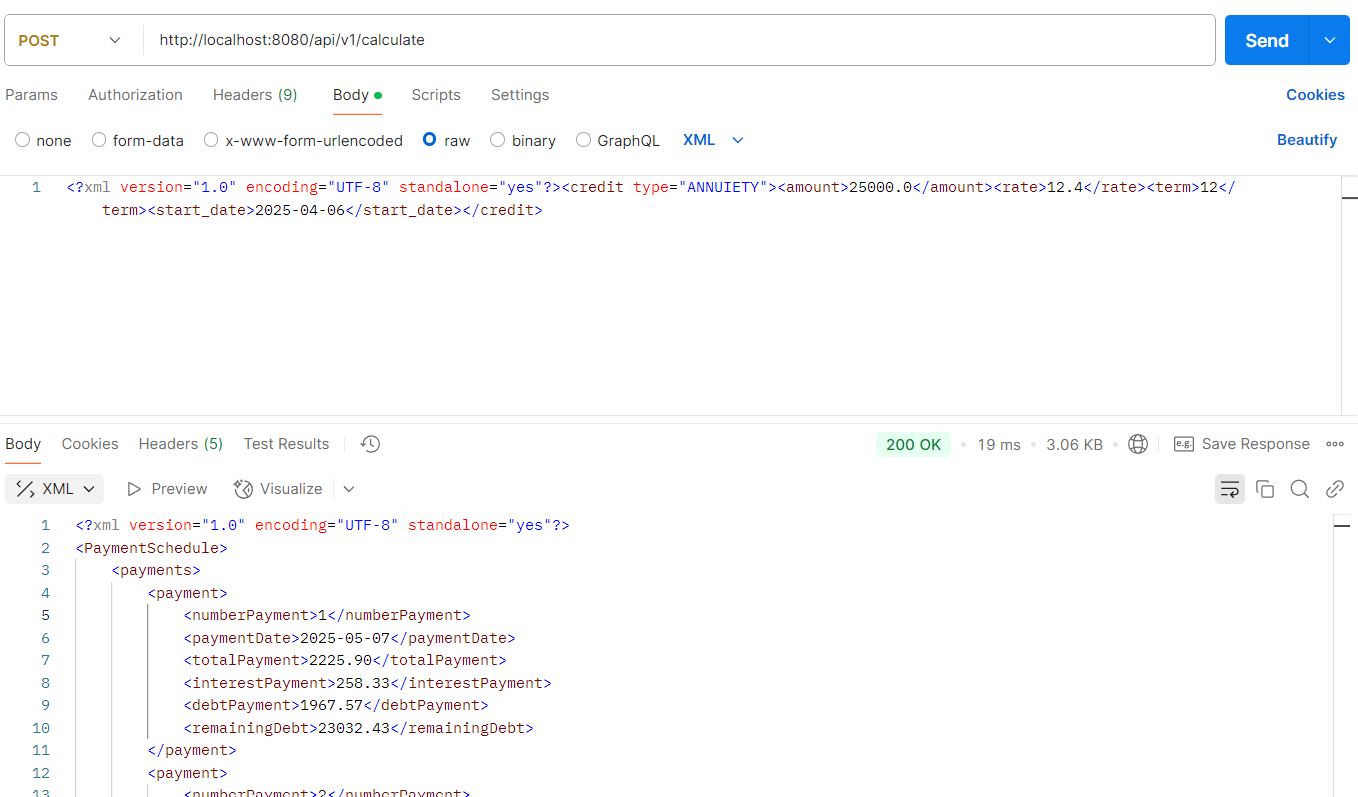 POST http://localhost:8080/api/v1/calculate Send
Params Authorization Headers (9) Body Scripts Settings Cookies
none form-data x-www-form-urlencoded raw binary GraphQL XML Beautify
1 <?xml version="1.0" encoding="UTF-8" standalone="yes"?><credit type="ANNUIETY"><amount>25000.0</amount><rate>12.4</rate><term>12</
term><start_date>2025-04-06</start_date></credit>
Body Cookies Headers (5) Test Results 200 OK 19 ms 3.06 KB e.g. Save Response
XML Preview Visualize
1 <?xml version="1.0" encoding="UTF-8" standalone="yes"?>
2 <PaymentSchedule>
3 <payments>
4 <payment>
5 <numberPayment>1</numberPayment>
6 <paymentDate>2025-05-07</paymentDate>
7 <totalPayment>2225.90</totalPayment>
8 <interestPayment>258.33</interestPayment>
9 <debtPayment>1967.57</debtPayment>
10 <remainingDebt>23032.43</remainingDebt>
11 </payment>
12 <payment>
13 <numberPayment>2</numberPayment>